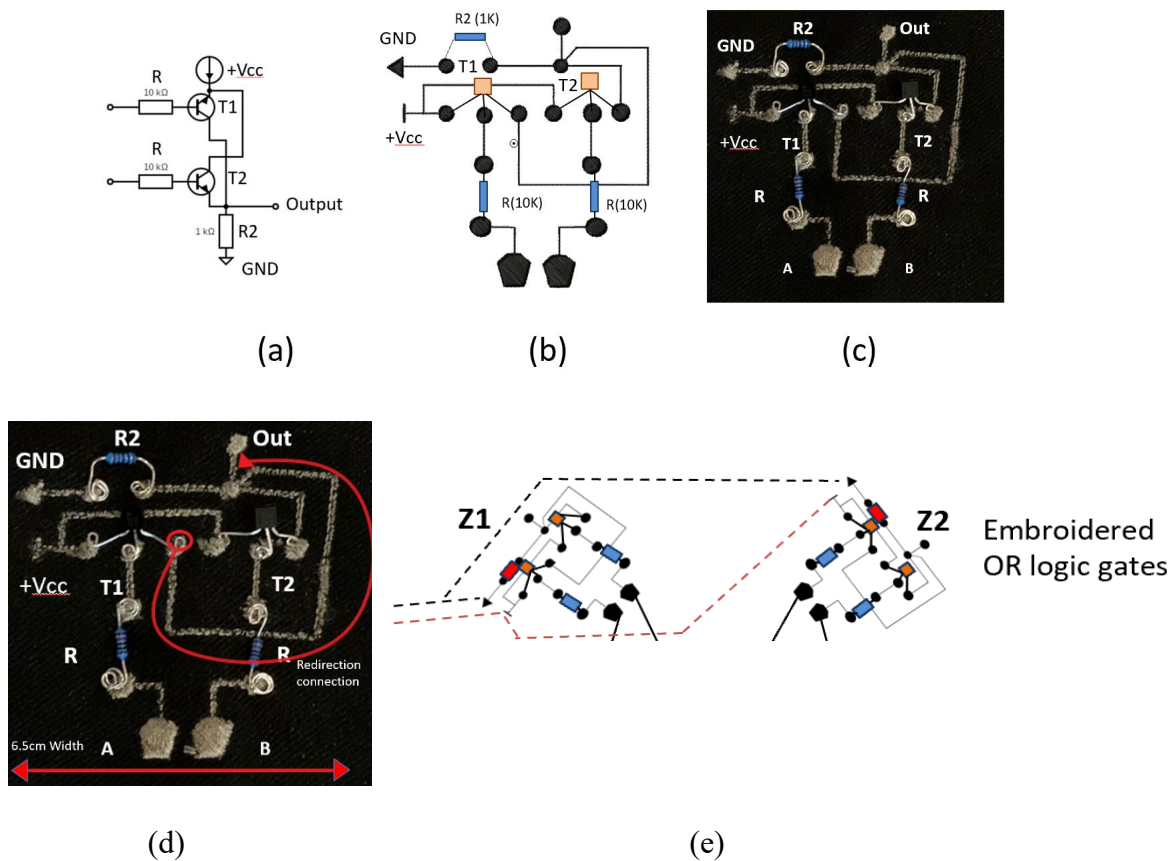 +Vcc
R
10 kΩ
T1
R
10 kΩ
T2
Output
1 kΩ
R2
GND
(a)
R2 (1K)
GND
T1
T2
+Vcc
R(10K)
R(10K)
(b)
R2
Out
GND
+Vcc
T1
T2
R
R
A
B
(c)
R2
Out
GND
+Vcc
T1
T2
R
R
Redirection
connection
6.5cm Width
A
B
(d)
Z1
Z2
Embroidered
OR logic gates
(e)